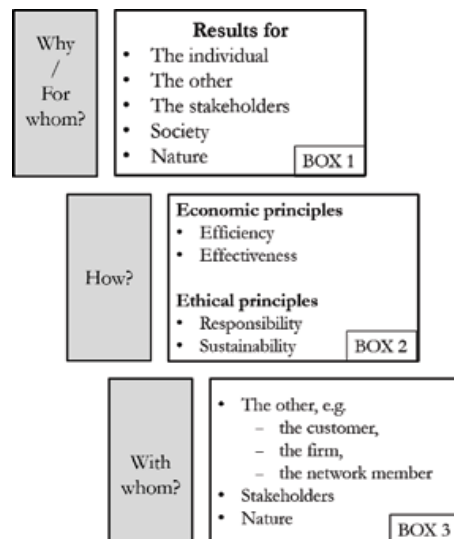 Why
/
For
whom?
Results for
• The individual
• The other
• The stakeholders
• Society
• Nature
BOX 1
How?
Economic principles
• Efficiency
• Effectiveness
Ethical principles
• Responsibility
• Sustainability
BOX 2
With
whom?
• The other, e.g.
– the customer,
– the firm,
– the network member
• Stakeholders
• Nature
BOX 3